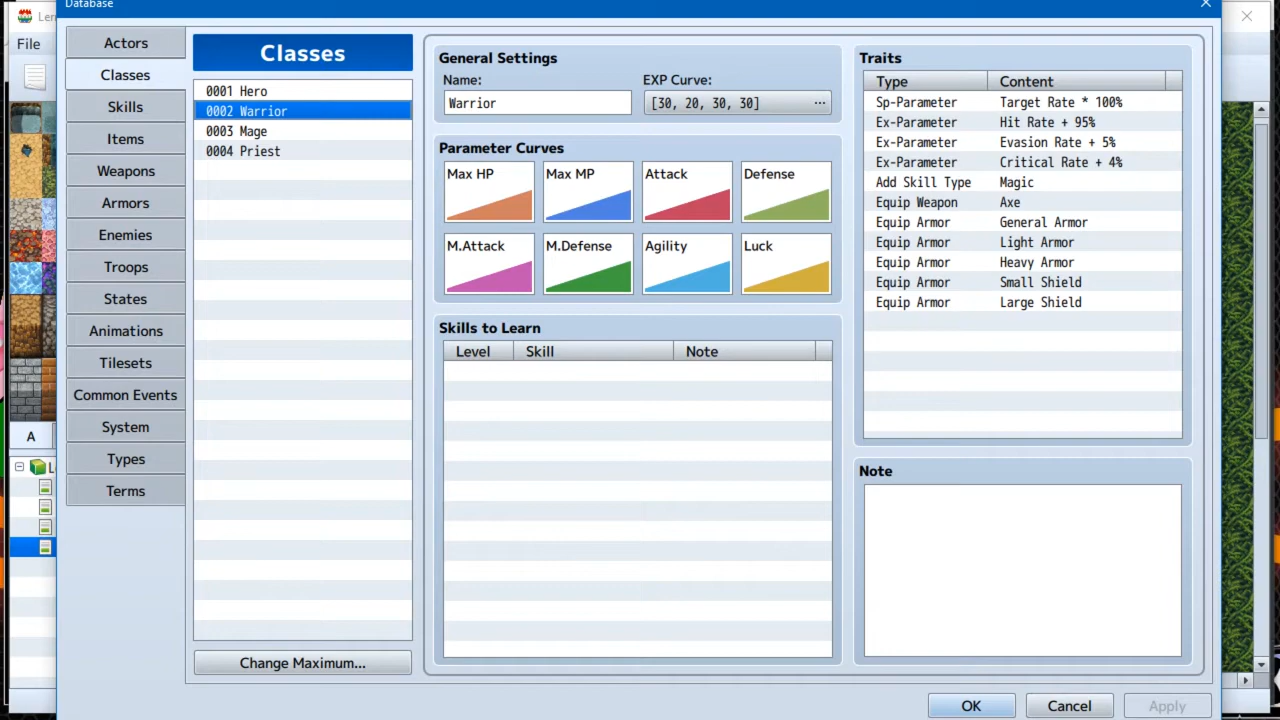 Database
File
A
Actors
Classes
Skills
Items
Weapons
Armors
Enemies
Troops
States
Animations
Tilesets
Common Events
System
Types
Terms
Classes
0001 Hero
0002 Warrior
0003 Mage
0004 Priest
Change Maximum...
General Settings
Name:
EXP Curve:
Warrior
[30, 20, 30, 30]
...
Parameter Curves
Max HP
Max MP
Attack
Defense
M.Attack
M.Defense
Agility
Luck
Skills to Learn
Level Skill Note
Traits
Type Content
Sp-Parameter Target Rate * 100%
Ex-Parameter Hit Rate + 95%
Ex-Parameter Evasion Rate + 5%
Ex-Parameter Critical Rate + 4%
Add Skill Type Magic
Equip Weapon Axe
Equip Armor General Armor
Equip Armor Light Armor
Equip Armor Heavy Armor
Equip Armor Small Shield
Equip Armor Large Shield
Note
OK
Cancel
Apply